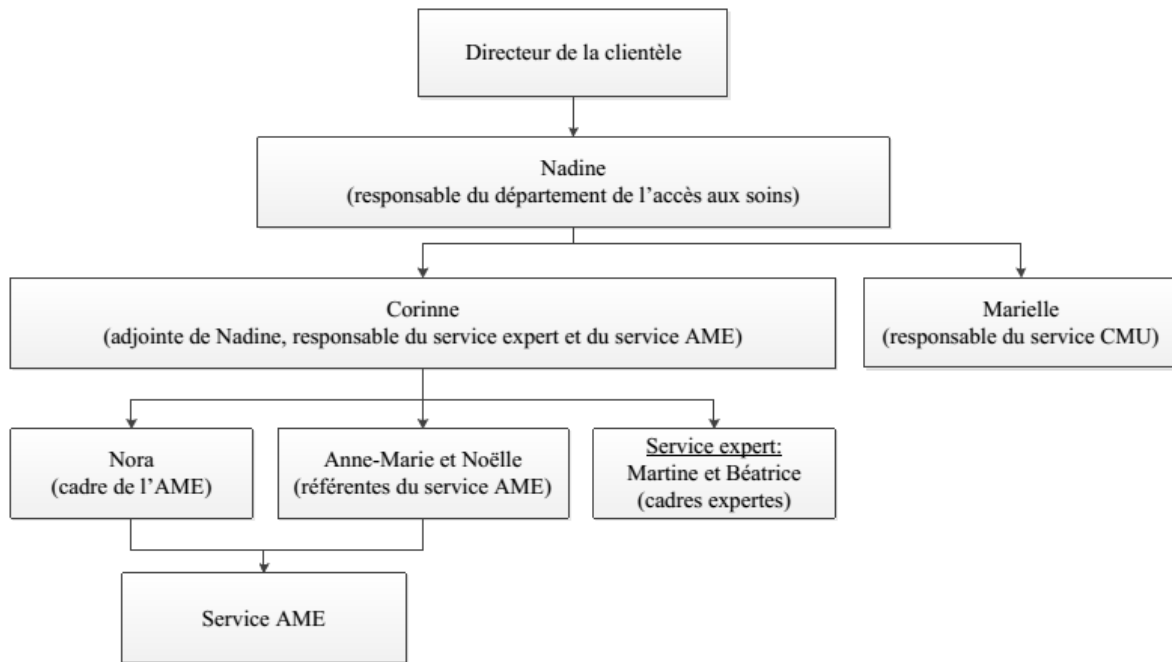 Directeur de la clientèle
Nadine
(responsable du département de l’accès aux soins)
Corinne
(adjointe de Nadine, responsable du service expert et du service AME)
Marielle
(responsable du service CMU)
Nora
(cadre de l’AME)
Anne-Marie et Noëlle
(référentes du service AME)
Service expert:
Martine et Béatrice
(cadres expertes)
Service AME